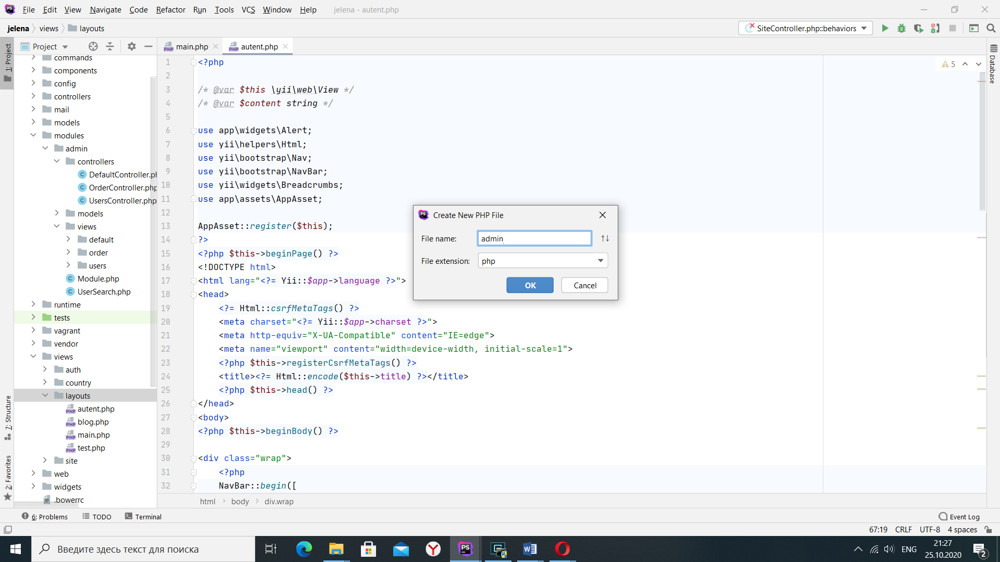 File Edit View Navigate Code Refactor Run Tools VCS Window Help jelena - autent.php
jelena views layouts SiteController.php::behaviors
Project main.php autent.php
1: Project
7: Structure
2: Favorites
commands
components
config
controllers
mail
models
modules
admin
controllers
DefaultController.ph
OrderController.php
UsersController.php
models
views
default
order
users
Module.php
UserSearch.php
runtime
tests
vagrant
vendor
views
auth
country
layouts
autent.php
blog.php
main.php
test.php
site
web
widgets
.bowerrc
1 <?php
2
3 /* @var $this \yii\web\View */
4 /* @var $content string */
5
6 use app\widgets\Alert;
7 use yii\helpers\Html;
8 use yii\bootstrap\Nav;
9 use yii\bootstrap\NavBar;
10 use yii\widgets\Breadcrumbs;
11 use app\assets\AppAsset;
12
13 AppAsset::register($this);
14 ?>
15 <?php $this->beginPage() ?>
16 <!DOCTYPE html>
17 <html lang="<?= Yii::$app->language ?>">
18 <head>
19 <?= Html::csrfMetaTags() ?>
20 <meta charset="<?= Yii::$app->charset ?>">
21 <meta http-equiv="X-UA-Compatible" content="IE=edge">
22 <meta name="viewport" content="width=device-width, initial-scale=1">
23 <?php $this->registerCsrfMetaTags() ?>
24 <title><?= Html::encode($this->title) ?></title>
25 <?php $this->head() ?>
26 </head>
27 <body>
28 <?php $this->beginBody() ?>
29
30 <div class="wrap">
31 <?php
32 NavBar::begin([
5
Database
Create New PHP File
File name: admin
File extension: php
OK Cancel
html body div.wrap
6: Problems TODO Terminal Event Log
67:19 CRLF UTF-8 4 spaces
Введите здесь текст для поиска
ENG 21:27
25.10.2020
2